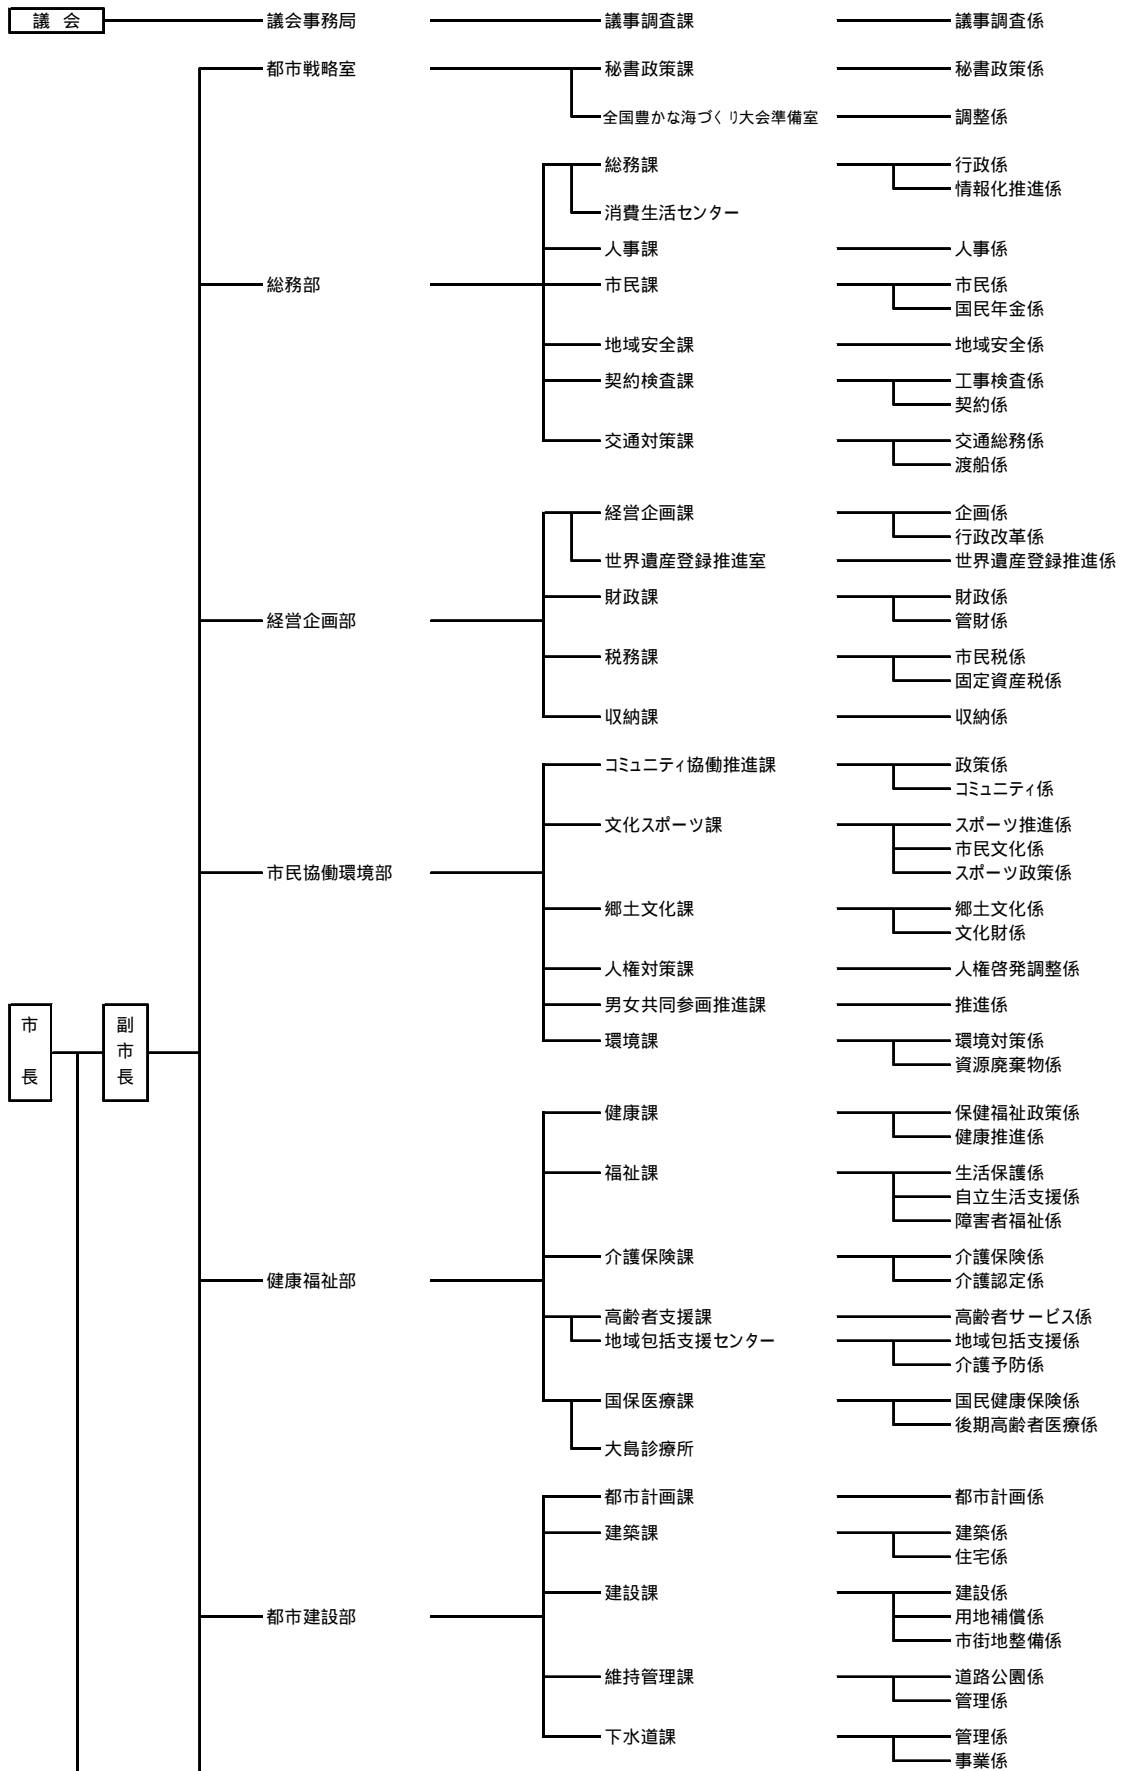 議 会 議会事務局 議事調査課 議事調査係
都市戦略室 秘書政策課 秘書政策係
全国豊かな海づくり大会準備室 調整係
総務課 行政係
情報化推進係
消費生活センター
人事課 人事係
総務部 市民課 市民係
国民年金係
地域安全課 地域安全係
契約検査課 工事検査係
契約係
交通対策課 交通総務係
渡船係
経営企画課 企画係
行政改革係
世界遺産登録推進室 世界遺産登録推進係
財政課 財政係
経営企画部 管財係
税務課 市民税係
固定資産税係
収納課 収納係
コミュニティ協働推進課 政策係
コミュニティ係
文化スポーツ課 スポーツ推進係
市民文化係
市民協働環境部 スポーツ政策係
郷土文化課 郷土文化係
文化財係
人権対策課 人権啓発調整係
男女共同参画推進課 推進係
市長 副市長 環境課 環境対策係
資源廃棄物係
健康課 保健福祉政策係
健康推進係
福祉課 生活保護係
自立生活支援係
障害者福祉係
介護保険課 介護保険係
健康福祉部 介護認定係
高齢者支援課 高齢者サービス係
地域包括支援センター 地域包括支援係
介護予防係
国保医療課 国民健康保険係
後期高齢者医療係
大島診療所
都市計画課 都市計画係
建築課 建築係
住宅係
建設課 建設係
都市建設部 用地補償係
市街地整備係
維持管理課 道路公園係
管理係
下水道課 管理係
事業係